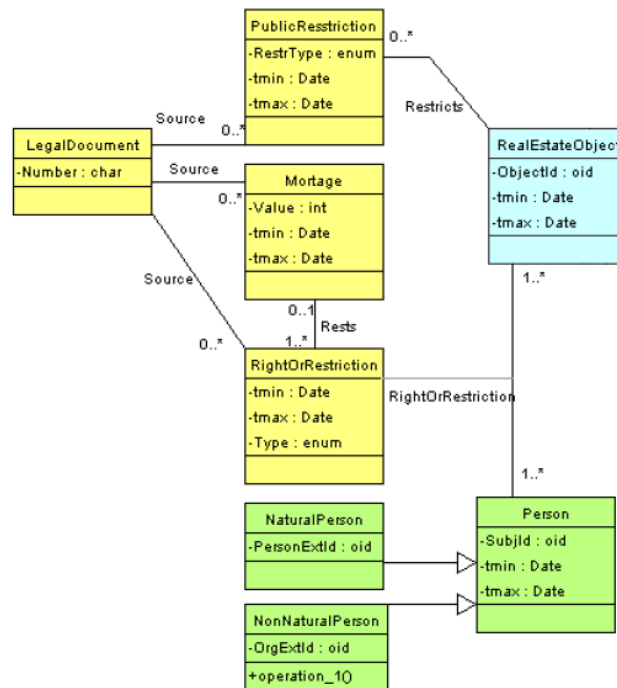 PublicResstriction
-RestrType : enum
-tmin : Date
-tmax : Date
0..*
Restricts
Source
0..*
LegalDocument
-Number : char
Source
0..*
Mortage
-Value : int
-tmin : Date
-tmax : Date
RealEstateObject
-ObjectId : oid
-tmin : Date
-tmax : Date
1..*
Source
0..*
0..1
Rests
1..*
RightOrRestriction
-tmin : Date
-tmax : Date
-Type : enum
RightOrRestriction
1..*
NaturalPerson
-PersonExtId : oid
Person
-SubjId : oid
-tmin : Date
-tmax : Date
NonNaturalPerson
-OrgExtId : oid
+operation_1()